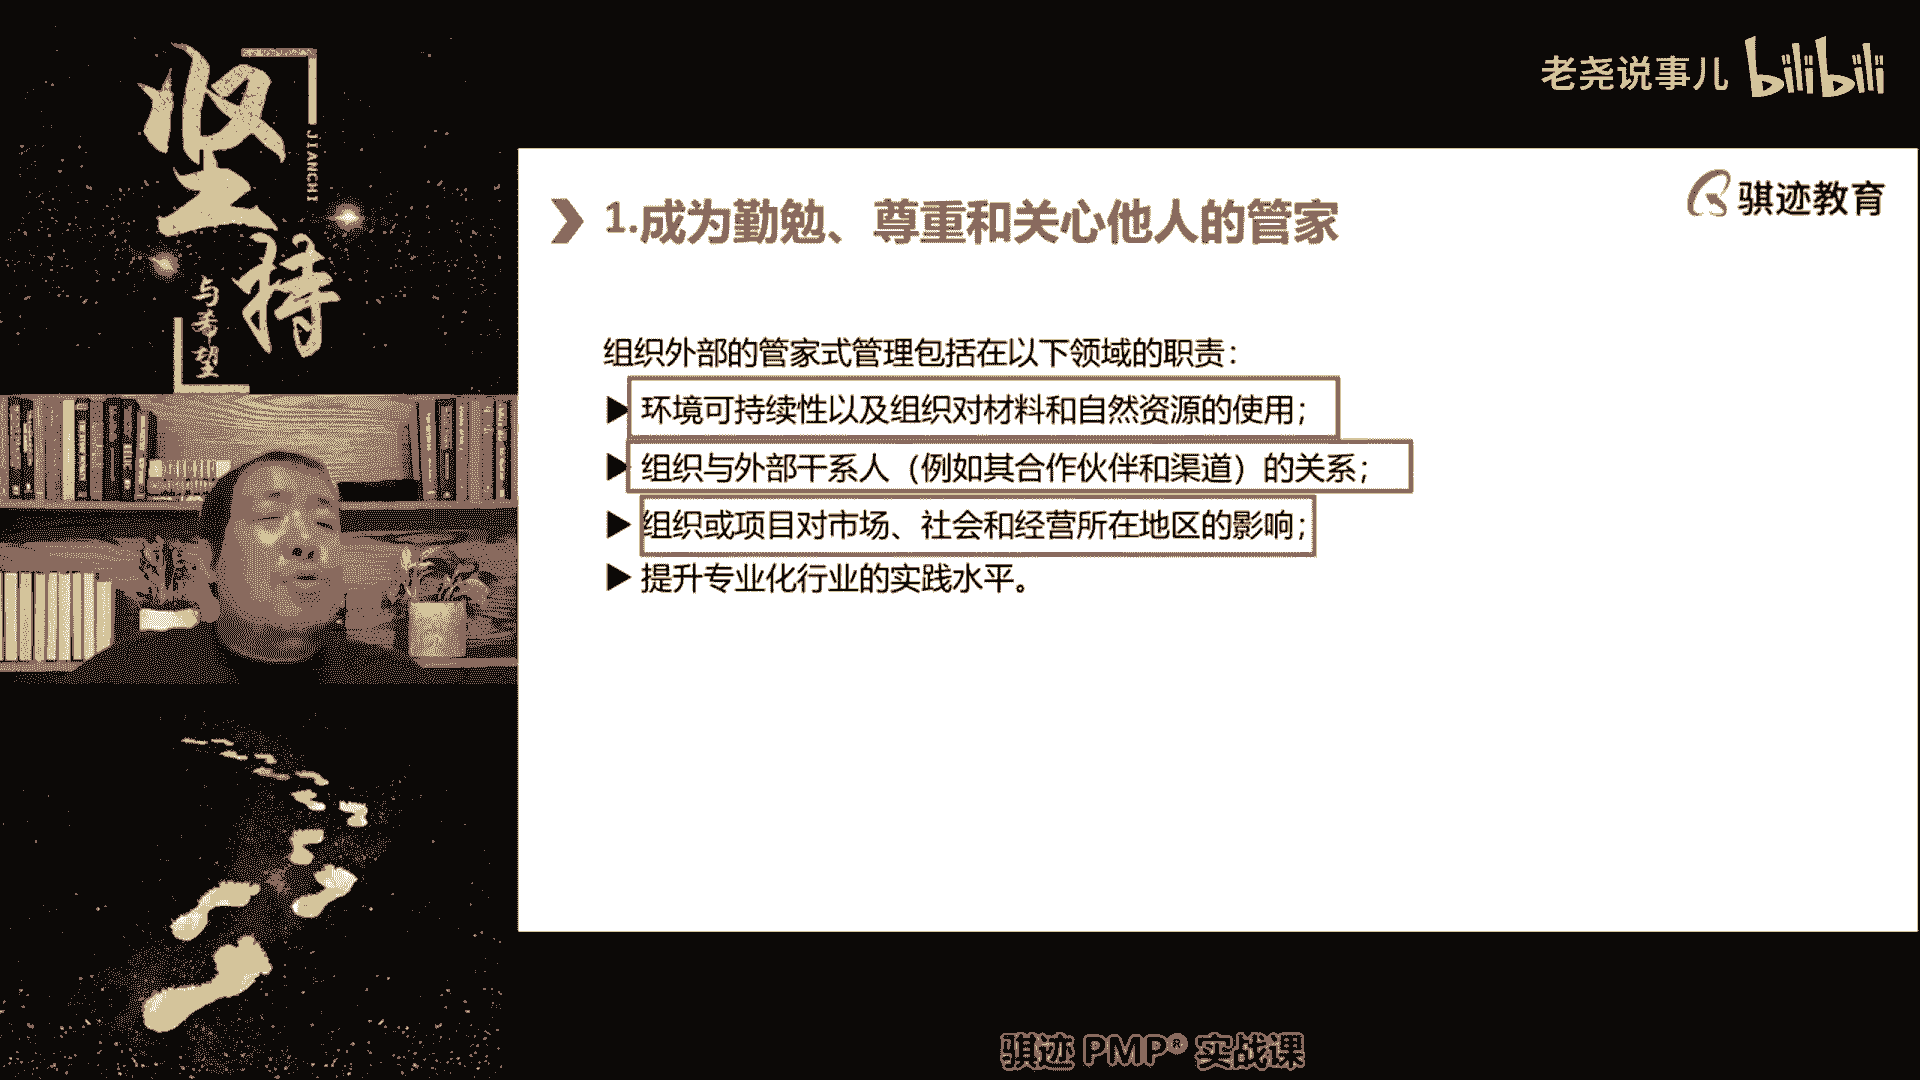 坚持
JIANCHI
与希望
老尧说事儿 bilibili
骐迹教育
1.成为勤勉、尊重和关心他人的管家
组织外部的管家式管理包括在以下领域的职责：
▶环境可持续性以及组织对材料和自然资源的使用；
▶组织与外部干系人（例如其合作伙伴和渠道）的关系；
▶组织或项目对市场、社会和经营所在地区的影响；
▶提升专业化行业的实践水平。
骐迹 PMP® 实战课